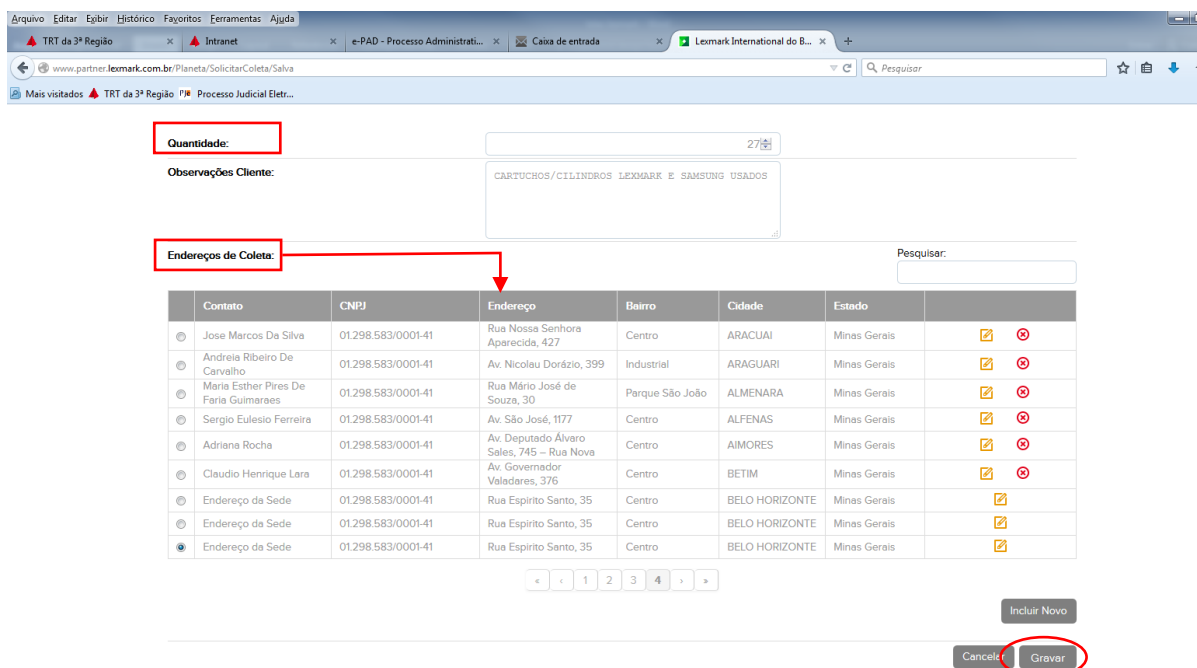 Arquivo Editar Exibir Histórico Favoritos Ferramentas Ajuda
TRT da 3ª Região × Intranet × e-PAD - Processo Administrati... × Caixa de entrada × Lexmark International do B... × +
www.partner.lexmark.com.br/Planeta/SolicitarColeta/Salva Pesquisar
Mais visitados TRT da 3ª Região PJe Processo Judicial Eletr...
Quantidade: 27
Observações Cliente: CARTUCHOS/CILINDROS LEXMARK E SAMSUNG USADOS
Endereços de Coleta: Pesquisar:
Contato CNPJ Endereço Bairro Cidade Estado
Jose Marcos Da Silva 01.298.583/0001-41 Rua Nossa Senhora Aparecida, 427 Centro ARACUAI Minas Gerais
Andreia Ribeiro De Carvalho 01.298.583/0001-41 Av. Nicolau Dorázio, 399 Industrial ARAGUARI Minas Gerais
Maria Esther Pires De Faria Guimaraes 01.298.583/0001-41 Rua Mário José de Souza, 30 Parque São João ALMENARA Minas Gerais
Sergio Eulesio Ferreira 01.298.583/0001-41 Av. São José, 1177 Centro ALFENAS Minas Gerais
Adriana Rocha 01.298.583/0001-41 Av. Deputado Álvaro Sales, 745 – Rua Nova Centro AIMORES Minas Gerais
Claudio Henrique Lara 01.298.583/0001-41 Av. Governador Valadares, 376 Centro BETIM Minas Gerais
Endereço da Sede 01.298.583/0001-41 Rua Espirito Santo, 35 Centro BELO HORIZONTE Minas Gerais
Endereço da Sede 01.298.583/0001-41 Rua Espirito Santo, 35 Centro BELO HORIZONTE Minas Gerais
Endereço da Sede 01.298.583/0001-41 Rua Espirito Santo, 35 Centro BELO HORIZONTE Minas Gerais
« ‹ 1 2 3 4 › »
Incluir Novo
Cancelar Gravar